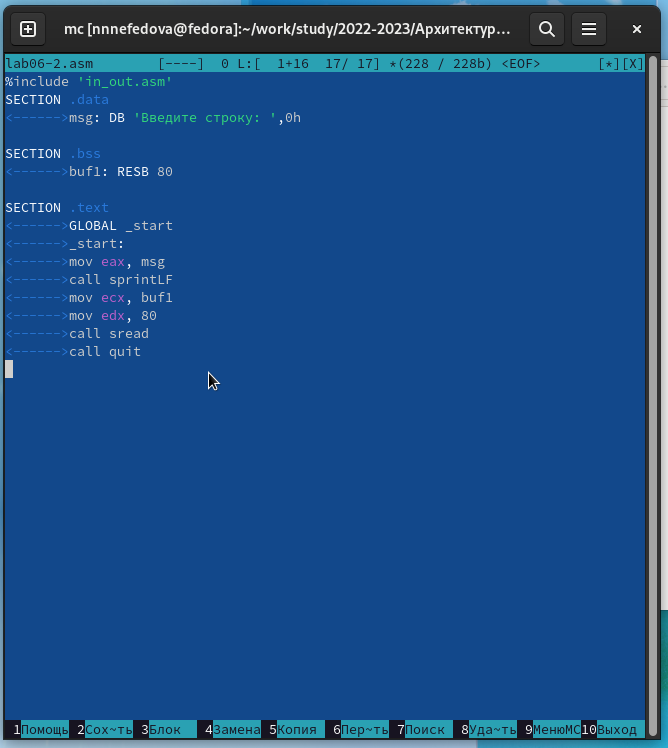 mc [nnnefedova@fedora]:~/work/study/2022-2023/Архитектур...
lab06-2.asm [----] 0 L:[ 1+16 17/ 17] *(228 / 228b) <EOF> [*][X]
%include 'in_out.asm'
SECTION .data
<------>msg: DB 'Введите строку: ',0h
SECTION .bss
<------>buf1: RESB 80
SECTION .text
<------>GLOBAL _start
<------>_start:
<------>mov eax, msg
<------>call sprintLF
<------>mov ecx, buf1
<------>mov edx, 80
<------>call sread
<------>call quit
1Помощь 2Сох~ть 3Блок 4Замена 5Копия 6Пер~ть 7Поиск 8Уда~ть 9МенюMC 10Выход